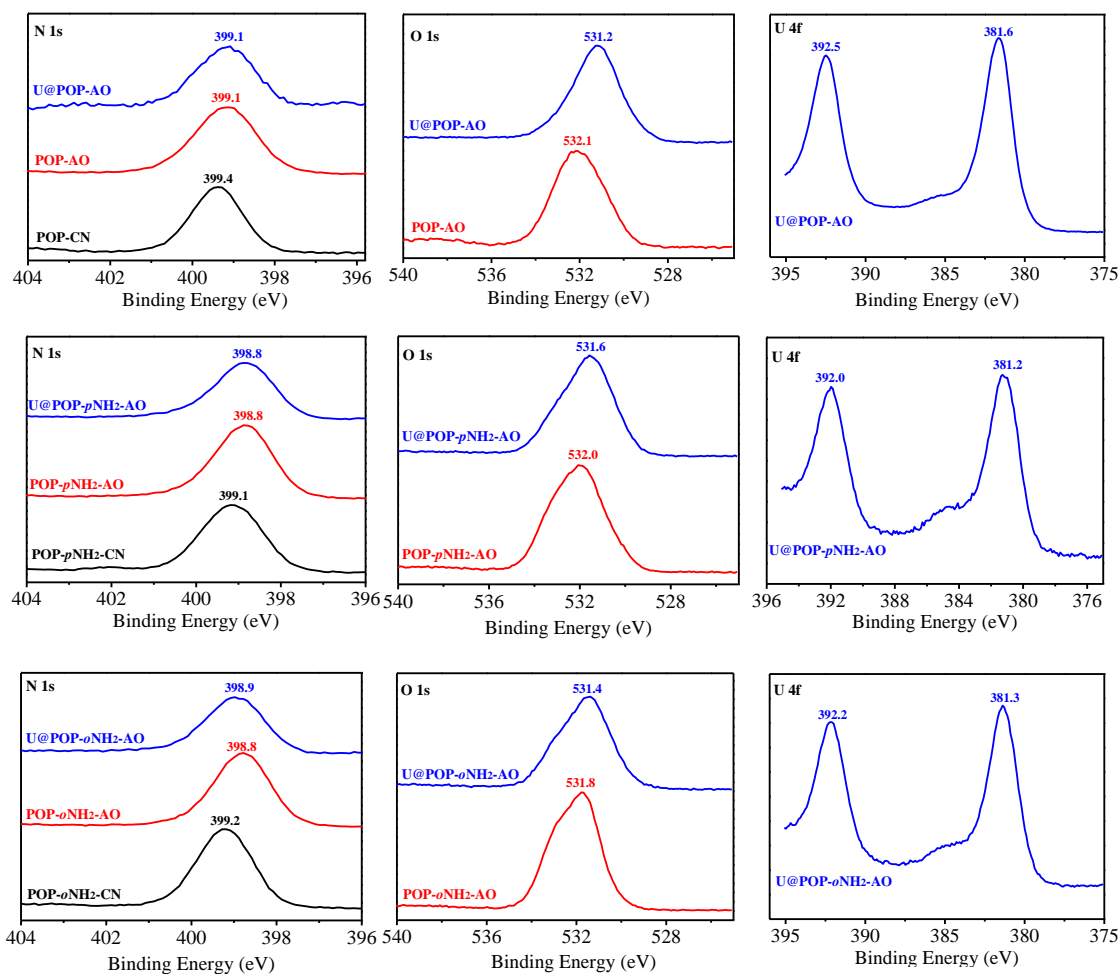 N 1s
399.1
U@POP-AO
399.1
POP-AO
399.4
POP-CN
404 402 400 398 396
Binding Energy (eV)
O 1s
531.2
U@POP-AO
532.1
POP-AO
540 536 532 528
Binding Energy (eV)
U 4f
392.5
381.6
U@POP-AO
395 390 385 380 375
Binding Energy (eV)
N 1s
398.8
U@POP-pNH2-AO
398.8
POP-pNH2-AO
399.1
POP-pNH2-CN
404 402 400 398 396
Binding Energy (eV)
O 1s
531.6
U@POP-pNH2-AO
532.0
POP-pNH2-AO
540 536 532 528
Binding Energy (eV)
U 4f
392.0
381.2
U@POP-pNH2-AO
396 392 388 384 380 376
Binding Energy (eV)
N 1s
398.9
U@POP-oNH2-AO
398.8
POP-oNH2-AO
399.2
POP-oNH2-CN
404 402 400 398 396
Binding Energy (eV)
O 1s
531.4
U@POP-oNH2-AO
531.8
POP-oNH2-AO
540 536 532 528
Binding Energy (eV)
U 4f
392.2
381.3
U@POP-oNH2-AO
395 390 385 380 375
Binding Energy (eV)